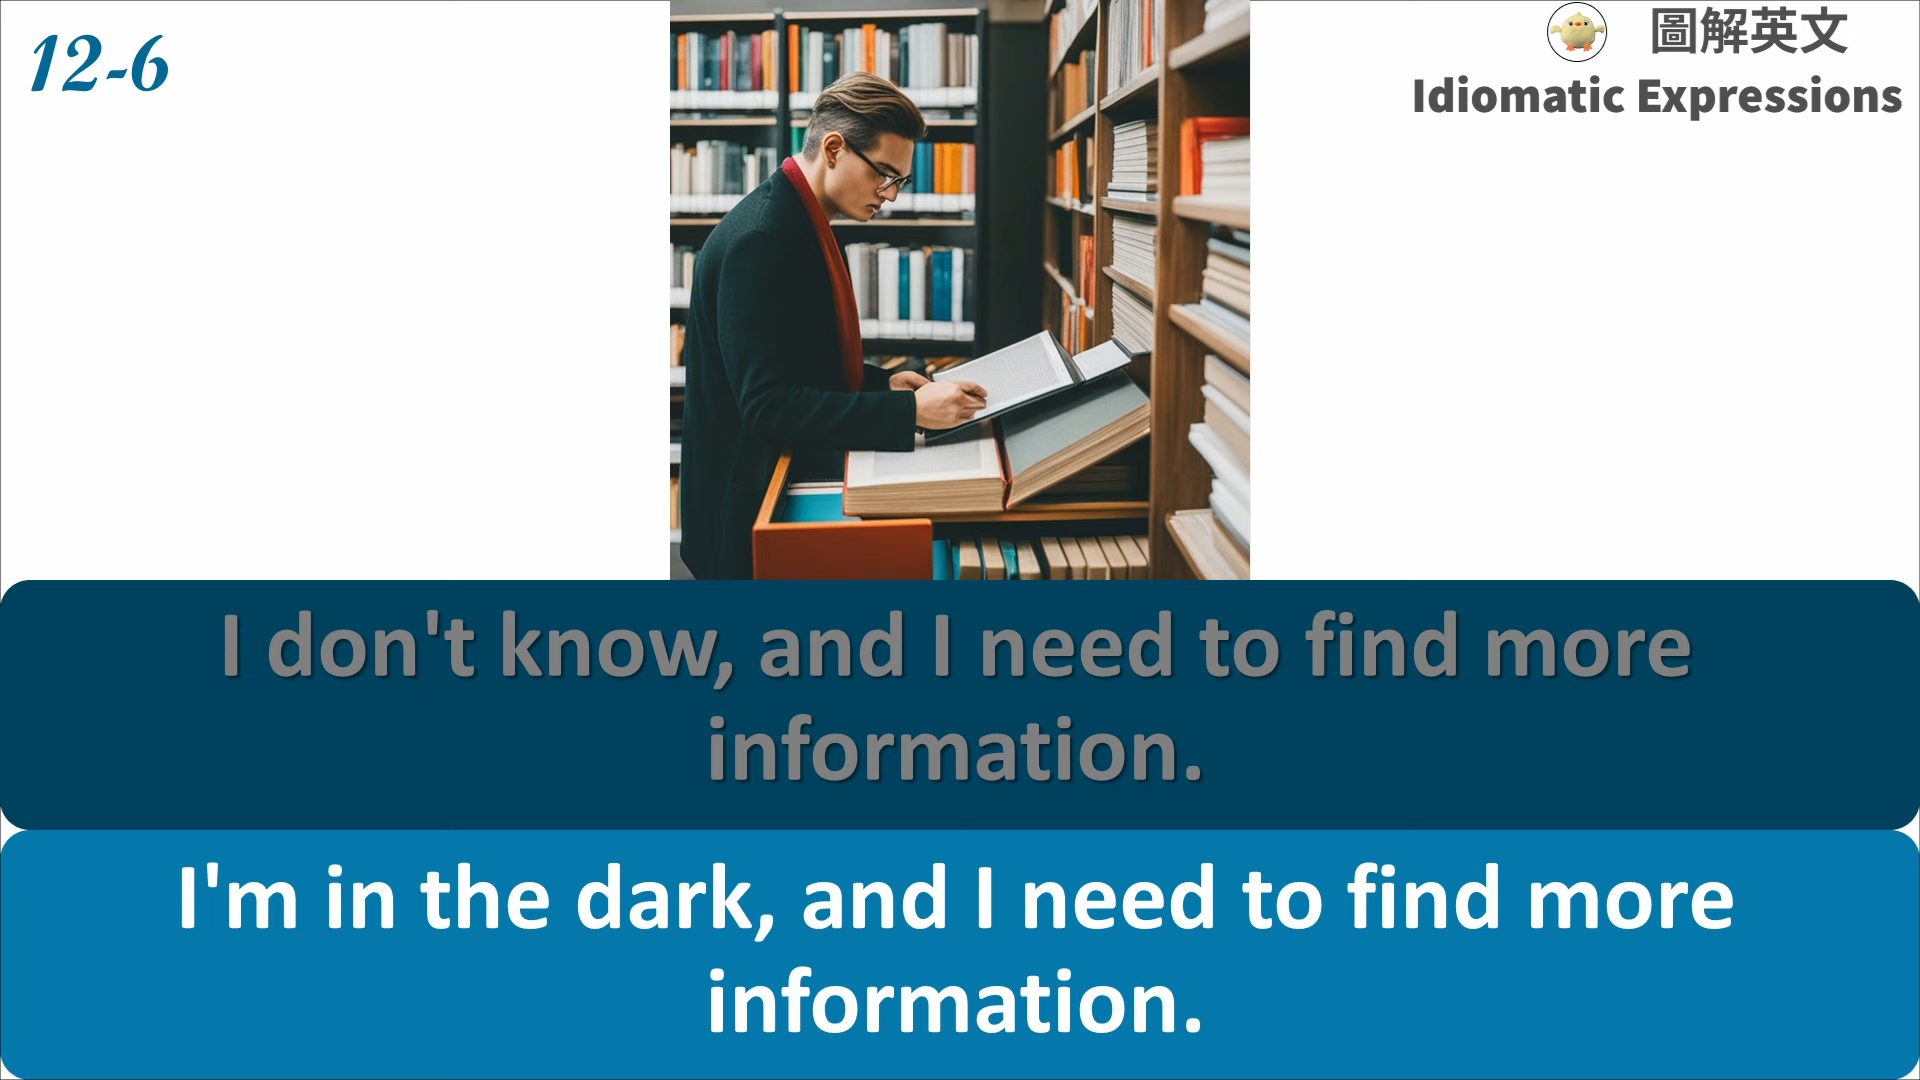 12-6
圖解英文
Idiomatic Expressions
I don't know, and I need to find more
information.
I'm in the dark, and I need to find more
information.